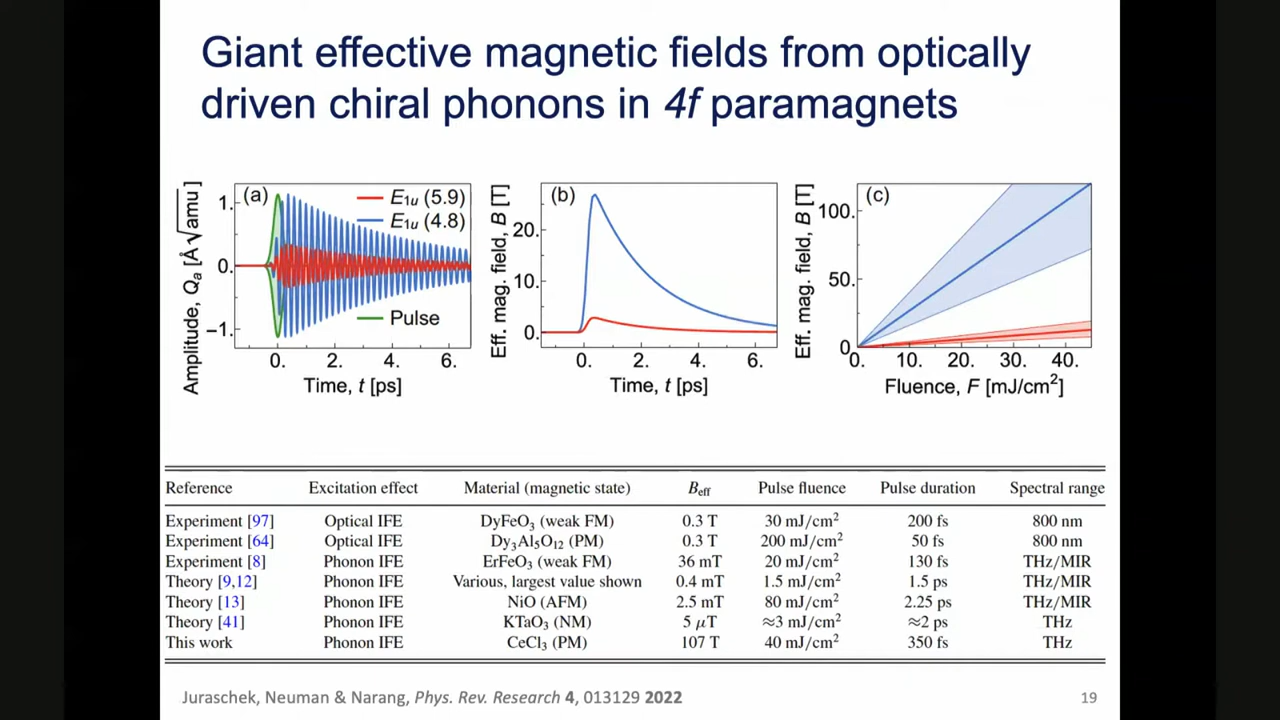 Giant effective magnetic fields from optically
driven chiral phonons in 4f paramagnets
(a)
E1u (5.9)
E1u (4.8)
Pulse
Amplitude, Qa [Å√amu]
1.
0.
−1.
0. 2. 4. 6.
Time, t [ps]
(b)
Eff. mag. field, B [T]
20.
10.
0.
0. 2. 4. 6.
Time, t [ps]
(c)
Eff. mag. field, B [T]
100.
50.
0
0. 10. 20. 30. 40.
Fluence, F [mJ/cm²]
Reference Excitation effect Material (magnetic state) Beff Pulse fluence Pulse duration Spectral range
Experiment [97] Optical IFE DyFeO3 (weak FM) 0.3 T 30 mJ/cm² 200 fs 800 nm
Experiment [64] Optical IFE Dy3Al5O12 (PM) 0.3 T 200 mJ/cm² 50 fs 800 nm
Experiment [8] Phonon IFE ErFeO3 (weak FM) 36 mT 20 mJ/cm² 130 fs THz/MIR
Theory [9,12] Phonon IFE Various, largest value shown 0.4 mT 1.5 mJ/cm² 1.5 ps THz/MIR
Theory [13] Phonon IFE NiO (AFM) 2.5 mT 80 mJ/cm² 2.25 ps THz/MIR
Theory [41] Phonon IFE KTaO3 (NM) 5 μT ≈3 mJ/cm² ≈2 ps THz
This work Phonon IFE CeCl3 (PM) 107 T 40 mJ/cm² 350 fs THz
Juraschek, Neuman & Narang, Phys. Rev. Research 4, 013129 2022
19